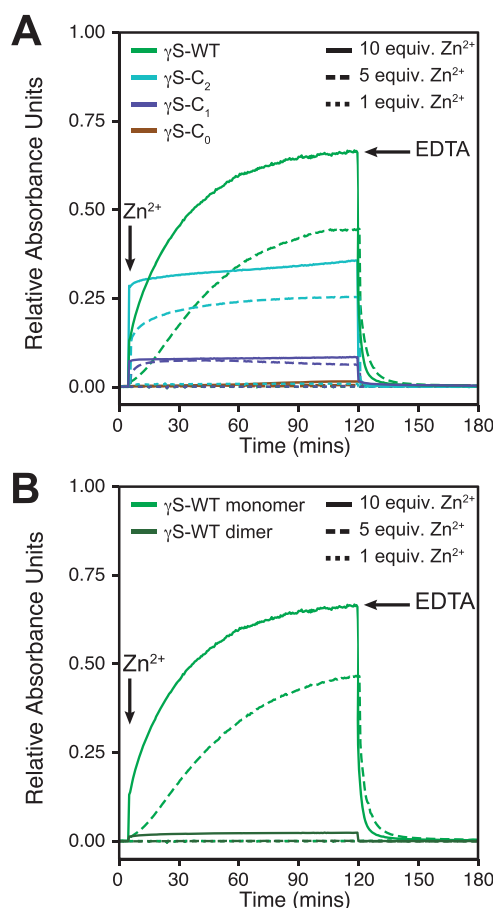 A
1.00
0.75
0.50
0.25
0.00
Relative Absorbance Units
γS-WT
γS-C₂
γS-C₁
γS-C₀
10 equiv. Zn²⁺
5 equiv. Zn²⁺
1 equiv. Zn²⁺
Zn²⁺
EDTA
0 30 60 90 120 150 180
Time (mins)
B
1.00
0.75
0.50
0.25
0.00
Relative Absorbance Units
γS-WT monomer
γS-WT dimer
10 equiv. Zn²⁺
5 equiv. Zn²⁺
1 equiv. Zn²⁺
Zn²⁺
EDTA
0 30 60 90 120 150 180
Time (mins)